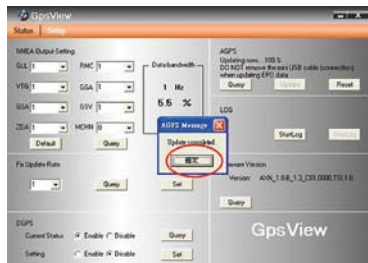 GpsView
Status
Setup
NMEA Output Setting
GLL 1
RMC 1
VTG 1
GGA 1
GSA 1
GSV 1
ZDA 1
MCHN 0
Default
Query
Data bandwidth
1 Hz
5.5 %
Fix Update Rate
1
Query
Set
DGPS
Current Status
Enable
Disable
Query
Setting
Enable
Disable
Set
AGPS Message
Update completed.
確定
AGPS
Updating now... 100 %
DO NOT remove the mini USB cable (connection)
when updating EPO data
Query
Update
Reset
LOG
StartLog
Version
Version:
Query
GpsView